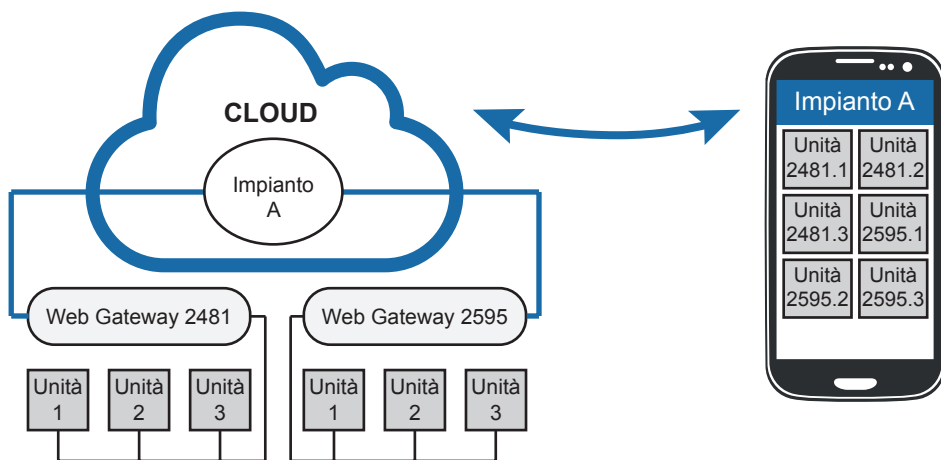 CLOUD
Impianto
A
Web Gateway 2481
Web Gateway 2595
Unità
1
Unità
2
Unità
3
Unità
1
Unità
2
Unità
3
Impianto A
Unità
2481.1
Unità
2481.2
Unità
2481.3
Unità
2595.1
Unità
2595.2
Unità
2595.3